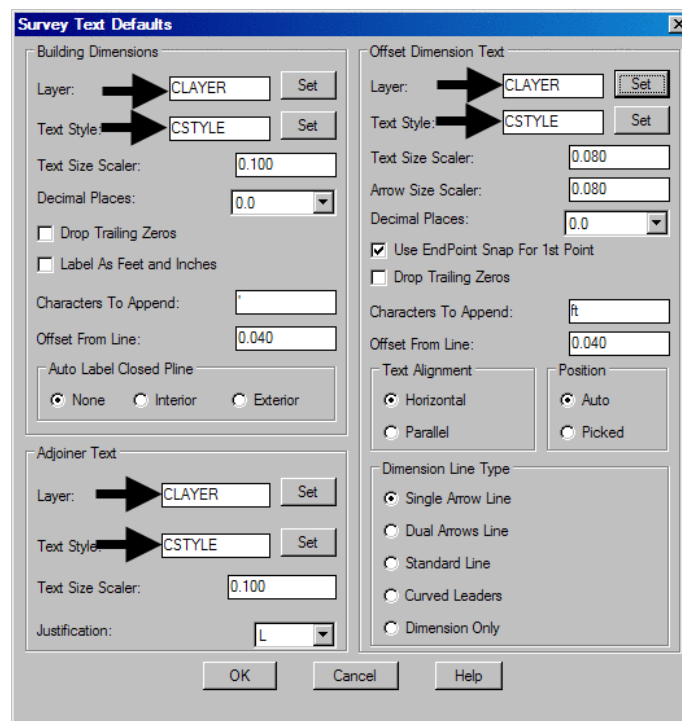 Survey Text Defaults
Building Dimensions
Layer: CLAYER Set
Text Style: CSTYLE Set
Text Size Scaler: 0.100
Decimal Places: 0.0
Drop Trailing Zeros
Label As Feet and Inches
Characters To Append: '
Offset From Line: 0.040
Auto Label Closed Pline
None Interior Exterior
Adjoiner Text
Layer: CLAYER Set
Text Style: CSTYLE Set
Text Size Scaler: 0.100
Justification: L
Offset Dimension Text
Layer: CLAYER Set
Text Style: CSTYLE Set
Text Size Scaler: 0.080
Arrow Size Scaler: 0.080
Decimal Places: 0.0
Use EndPoint Snap For 1st Point
Drop Trailing Zeros
Characters To Append: ft
Offset From Line: 0.040
Text Alignment
Horizontal
Parallel
Position
Auto
Picked
Dimension Line Type
Single Arrow Line
Dual Arrows Line
Standard Line
Curved Leaders
Dimension Only
OK Cancel Help